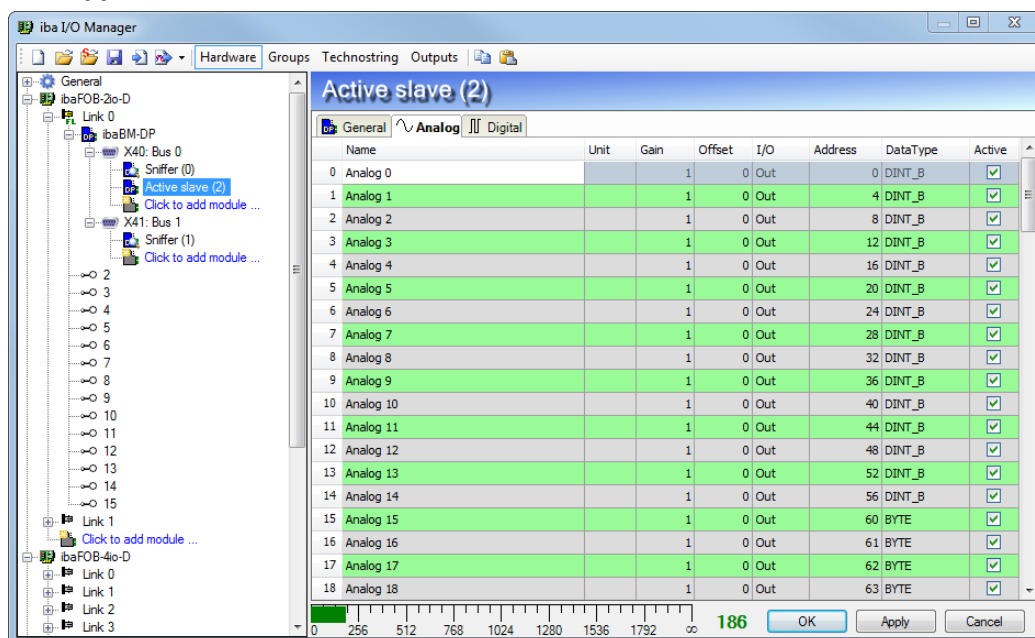 iba I/O Manager
Hardware Groups Technostring Outputs
General
ibaFOB-2io-D
Link 0
ibaBM-DP
X40: Bus 0
Sniffer (0)
Active slave (2)
Click to add module ...
X41: Bus 1
Sniffer (1)
Click to add module ...
2
3
4
5
6
7
8
9
10
11
12
13
14
15
Link 1
Click to add module ...
ibaFOB-4io-D
Link 0
Link 1
Link 2
Link 3
Active slave (2)
General Analog Digital
Name Unit Gain Offset I/O Address DataType Active
0 Analog 0 1 0 Out 0 DINT_B
1 Analog 1 1 0 Out 4 DINT_B
2 Analog 2 1 0 Out 8 DINT_B
3 Analog 3 1 0 Out 12 DINT_B
4 Analog 4 1 0 Out 16 DINT_B
5 Analog 5 1 0 Out 20 DINT_B
6 Analog 6 1 0 Out 24 DINT_B
7 Analog 7 1 0 Out 28 DINT_B
8 Analog 8 1 0 Out 32 DINT_B
9 Analog 9 1 0 Out 36 DINT_B
10 Analog 10 1 0 Out 40 DINT_B
11 Analog 11 1 0 Out 44 DINT_B
12 Analog 12 1 0 Out 48 DINT_B
13 Analog 13 1 0 Out 52 DINT_B
14 Analog 14 1 0 Out 56 DINT_B
15 Analog 15 1 0 Out 60 BYTE
16 Analog 16 1 0 Out 61 BYTE
17 Analog 17 1 0 Out 62 BYTE
18 Analog 18 1 0 Out 63 BYTE
0 256 512 768 1024 1280 1536 1792 ∞ 186 OK Apply Cancel